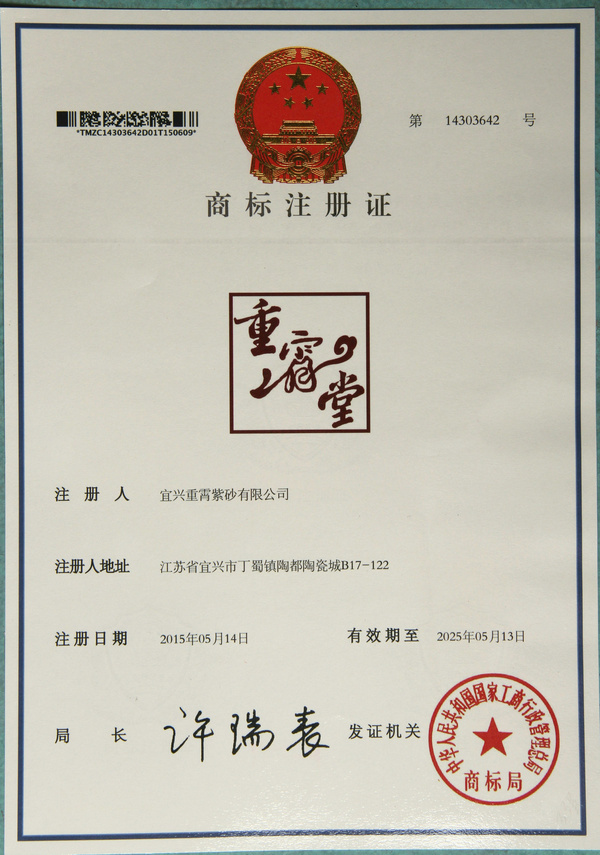 *TMZC14303642D01T150609*
第 14303642 号
商标注册证
重霄堂
注册人 宜兴重霄紫砂有限公司
注册人地址 江苏省宜兴市丁蜀镇陶都陶瓷城B17-122
注册日期 2015年05月14日 有效期至 2025年05月13日
局长 许瑞表 发证机关
中华人民共和国国家工商行政管理总局
商标局